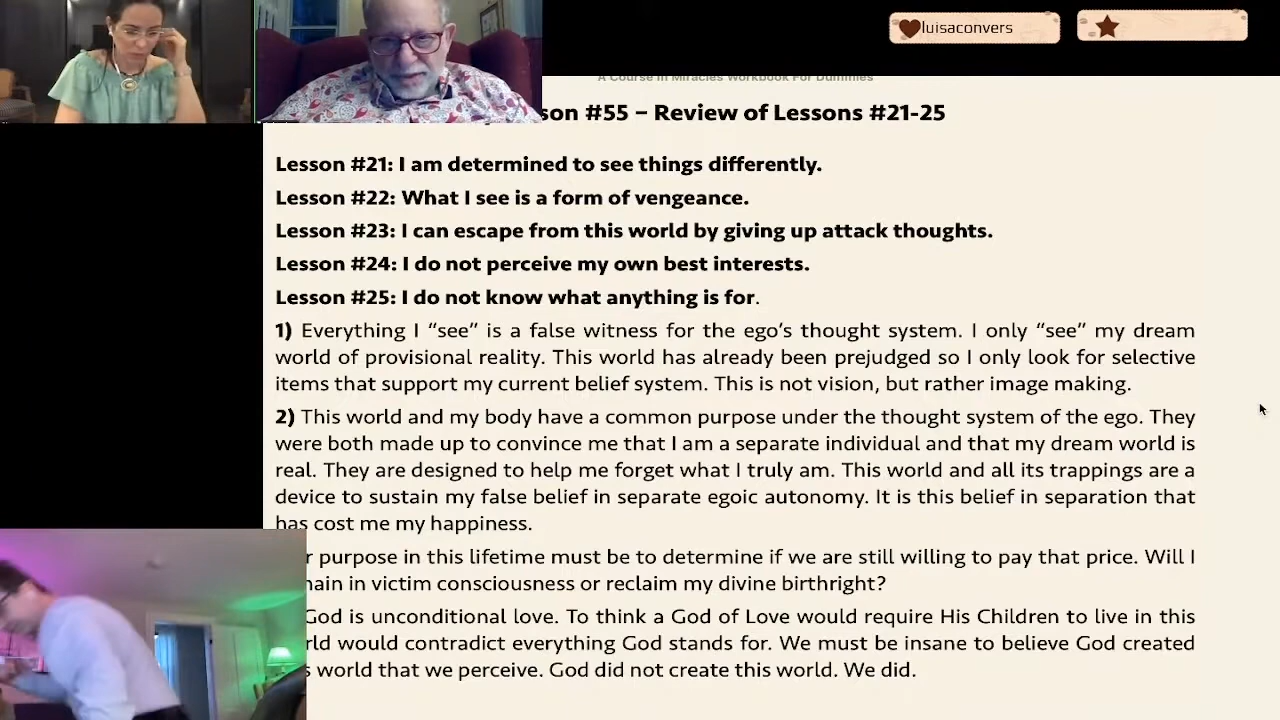 luisaconvers
A Course In Miracles Workbook For Dummies
son #55 – Review of Lessons #21-25
Lesson #21: I am determined to see things differently.
Lesson #22: What I see is a form of vengeance.
Lesson #23: I can escape from this world by giving up attack thoughts.
Lesson #24: I do not perceive my own best interests.
Lesson #25: I do not know what anything is for.
1) Everything I “see” is a false witness for the ego’s thought system. I only “see” my dream
world of provisional reality. This world has already been prejudged so I only look for selective
items that support my current belief system. This is not vision, but rather image making.
2) This world and my body have a common purpose under the thought system of the ego. They
were both made up to convince me that I am a separate individual and that my dream world is
real. They are designed to help me forget what I truly am. This world and all its trappings are a
device to sustain my false belief in separate egoic autonomy. It is this belief in separation that
has cost me my happiness.
r purpose in this lifetime must be to determine if we are still willing to pay that price. Will I
ain in victim consciousness or reclaim my divine birthright?
God is unconditional love. To think a God of Love would require His Children to live in this
rld would contradict everything God stands for. We must be insane to believe God created
s world that we perceive. God did not create this world. We did.